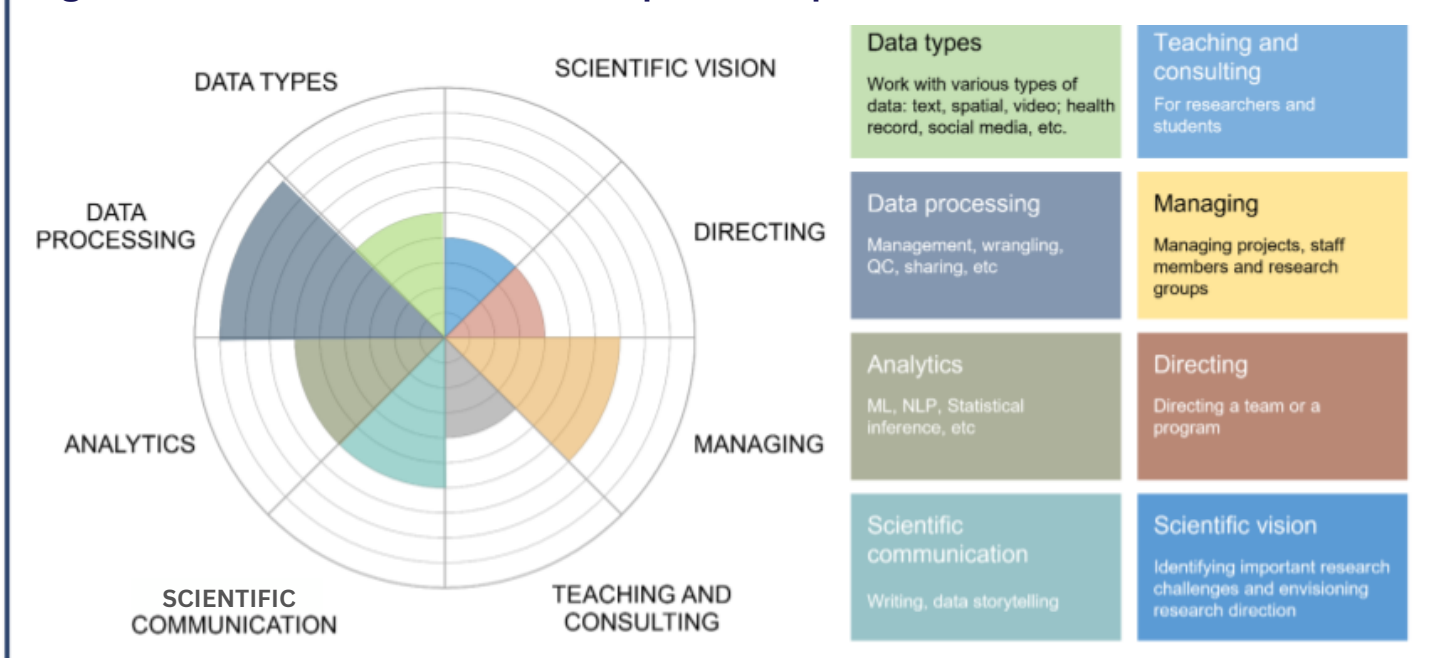 DATA TYPES
SCIENTIFIC VISION
DATA
PROCESSING
DIRECTING
ANALYTICS
MANAGING
SCIENTIFIC
COMMUNICATION
TEACHING AND
CONSULTING
Data types
Work with various types of
data: text, spatial, video; health
record, social media, etc.
Teaching and
consulting
For researchers and
students
Data processing
Management, wrangling,
QC, sharing, etc
Managing
Managing projects, staff
members and research
groups
Analytics
ML, NLP, Statistical
inference, etc
Directing
Directing a team or a
program
Scientific
communication
Writing, data storytelling
Scientific vision
Identifying important research
challenges and envisioning
research direction